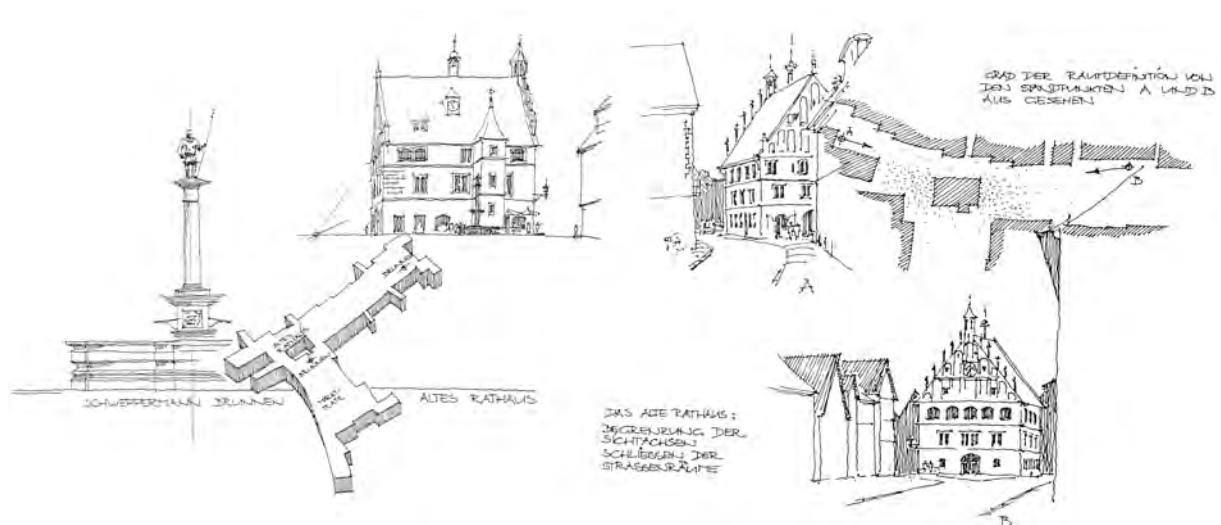 SCHWEPPERMANN BRUNNEN
ALTES RATHAUS
GRAD DER RAUMDEFINITION VON
DEN STANDPUNKTEN A UND B
AUS GESEHEN
A
B
A
DAS ALTE RATHAUS:
BEGRENZUNG DER
SICHTACHSEN
SCHLIESSEN DER
STRASSENRÄUME
B